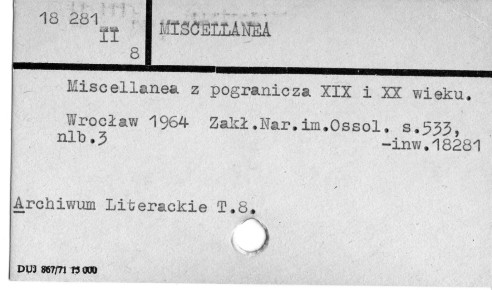 18 281
II
8
MISCELLANEA
Miscellanea z pogranicza XIX i XX wieku.
Wrocław 1964 Zakł.Nar.im.Ossol. s.533,
nlb.3 -inw.18281
Archiwum Literackie T.8.
DUJ 867/71 15 000